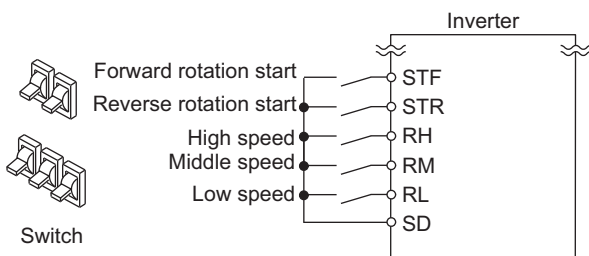 Inverter
Forward rotation start STF
Reverse rotation start STR
High speed RH
Middle speed RM
Low speed RL
SD
Switch